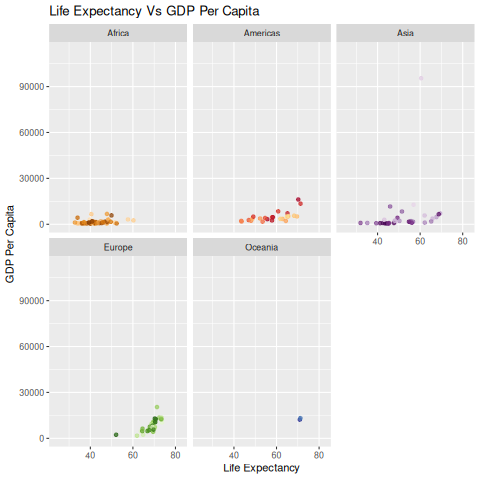 Life Expectancy Vs GDP Per Capita
Africa
Americas
Asia
90000
60000
30000
0
40
60
80
GDP Per Capita
Europe
Oceania
90000
60000
30000
0
40
60
80
40
60
80
Life Expectancy